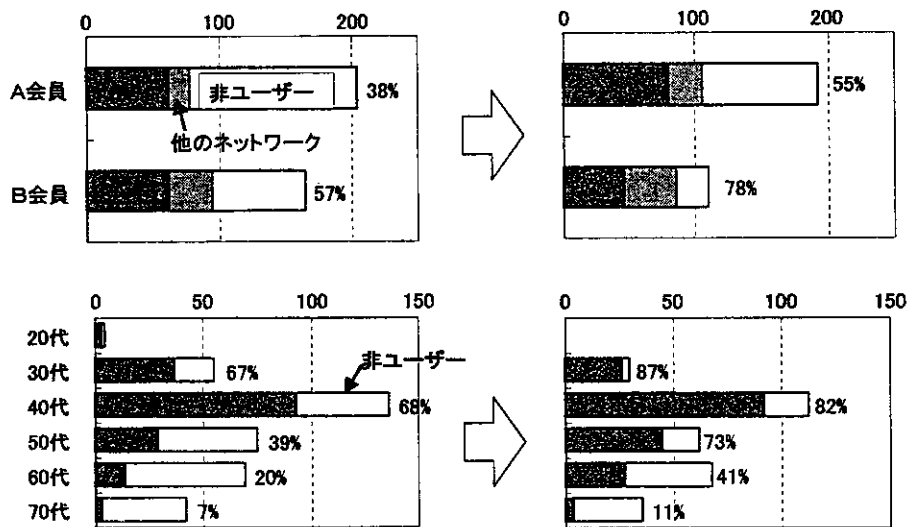 0 100 200
A会員 非ユーザー 38%
他のネットワーク
B会員 57%
0 100 200
55%
78%
0 50 100 150
20代
30代 67% 非ユーザー
40代 68%
50代 39%
60代 20%
70代 7%
0 50 100 150
87%
82%
73%
41%
11%